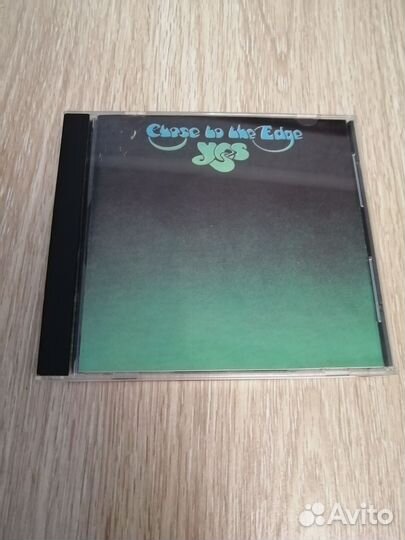 Close to the Edge
Yes
Avito